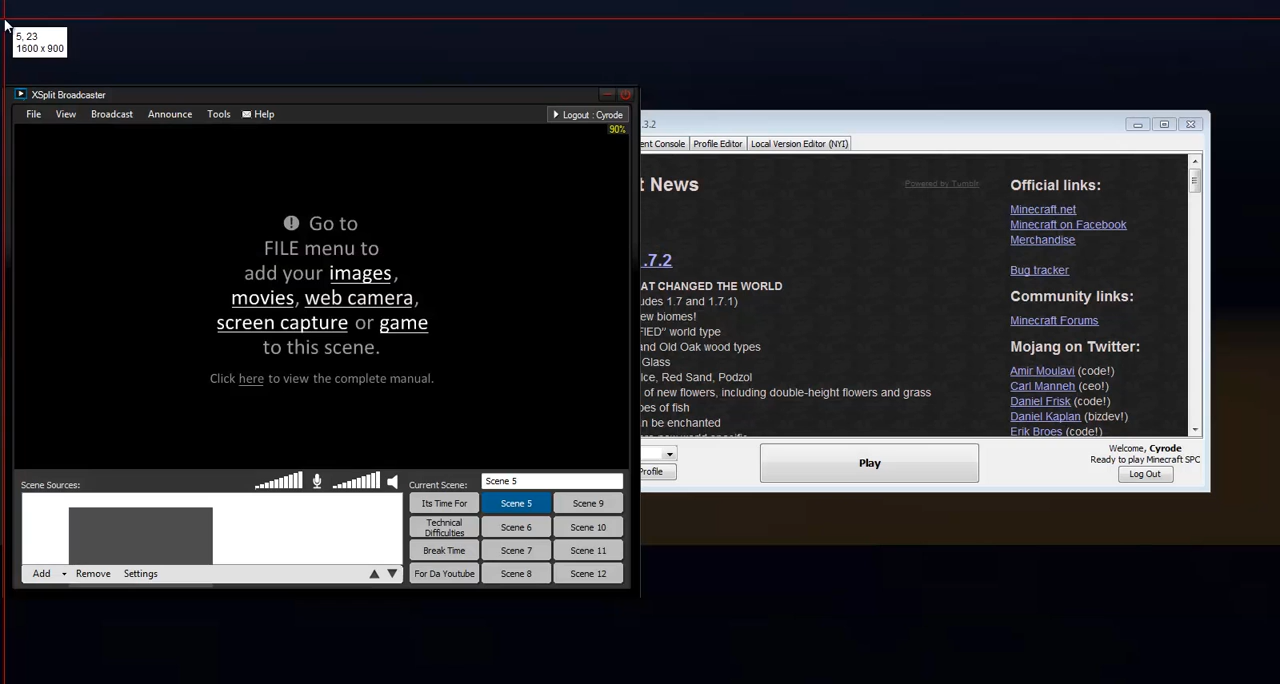 5, 23
1600 x 900
XSplit Broadcaster
File View Broadcast Announce Tools Help
Logout : Cyrode
90%
Go to
FILE menu to
add your images,
movies, web camera,
screen capture or game
to this scene.
Click here to view the complete manual.
Scene Sources:
Current Scene:
Scene 5
Its Time For
Scene 5
Scene 9
Technical
Difficulties
Scene 6
Scene 10
Break Time
Scene 7
Scene 11
For Da Youtube
Scene 8
Scene 12
Add Remove Settings
.3.2
ent Console Profile Editor Local Version Editor (NYI)
t News
Powered by Tumblr
.7.2
AT CHANGED THE WORLD
udes 1.7 and 1.7.1)
ew biomes!
FIED" world type
and Old Oak wood types
Glass
Ice, Red Sand, Podzol
of new flowers, including double-height flowers and grass
pes of fish
an be enchanted
Official links:
Minecraft.net
Minecraft on Facebook
Merchandise
Bug tracker
Community links:
Minecraft Forums
Mojang on Twitter:
Amir Moulavi (code!)
Carl Manneh (ceo!)
Daniel Frisk (code!)
Daniel Kaplan (bizdev!)
Erik Broes (code!)
Profile
Play
Welcome, Cyrode
Ready to play Minecraft SPC
Log Out